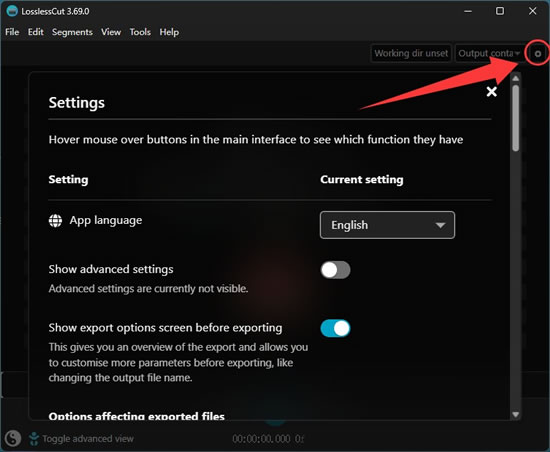 LosslessCut 3.69.0
File Edit Segments View Tools Help
Working dir unset Output conta
Settings
Hover mouse over buttons in the main interface to see which function they have
Setting Current setting
App language English
Show advanced settings
Advanced settings are currently not visible.
Show export options screen before exporting
This gives you an overview of the export and allows you
to customise more parameters before exporting, like
changing the output file name.
Options affecting exported files
Toggle advanced view 00:00:00.000